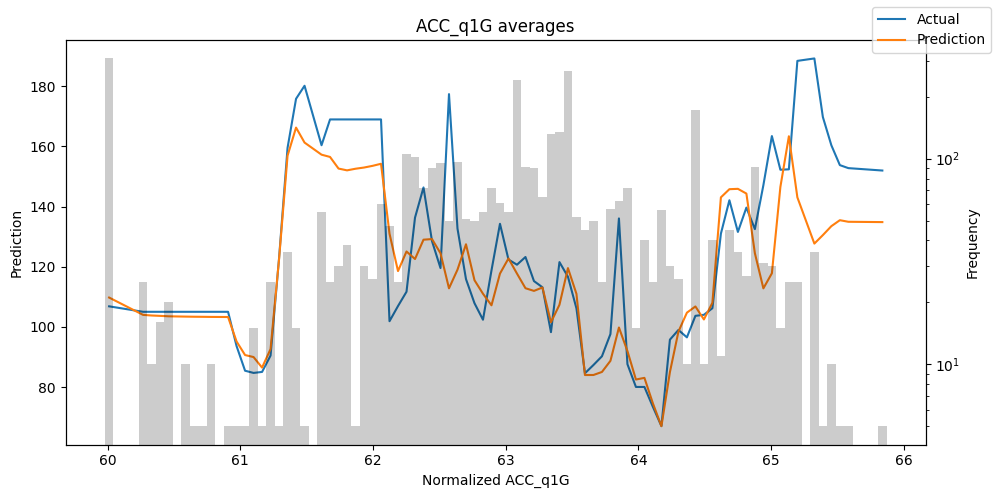 ACC_q1G averages
Actual
Prediction
180
160
140
120
100
80
Prediction
10²
10¹
Frequency
60 61 62 63 64 65 66
Normalized ACC_q1G